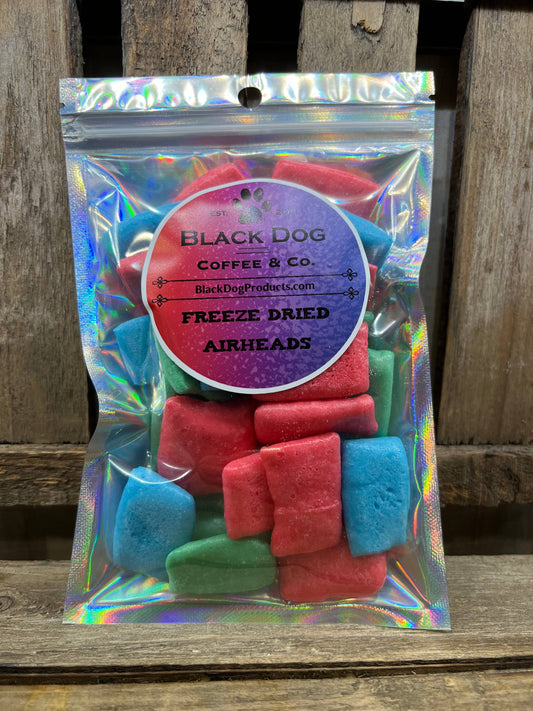 EST.
BLACK DOG
COFFEE & CO.
BlackDogProducts.com
FREEZE DRIED
AIRHEADS